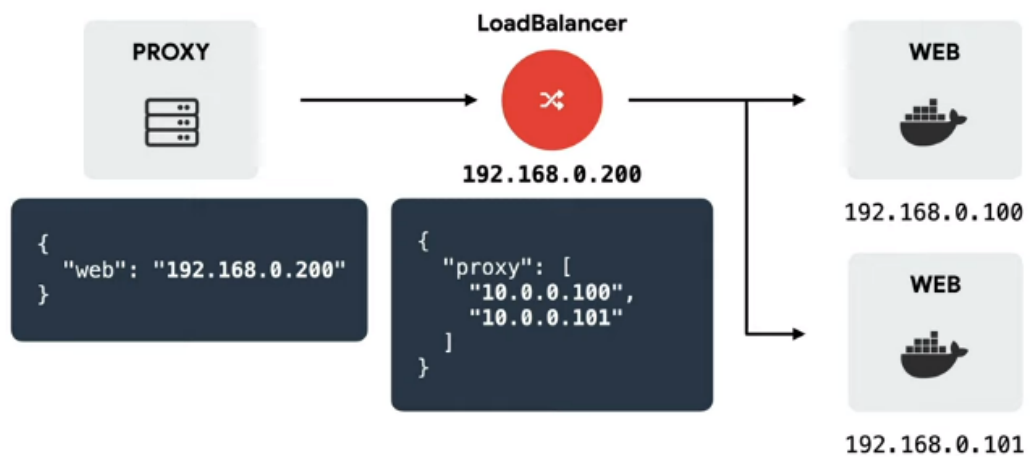 PROXY
LoadBalancer
WEB
192.168.0.200
192.168.0.100
{
"web": "192.168.0.200"
}
{
"proxy": [
"10.0.0.100",
"10.0.0.101"
]
}
WEB
192.168.0.101